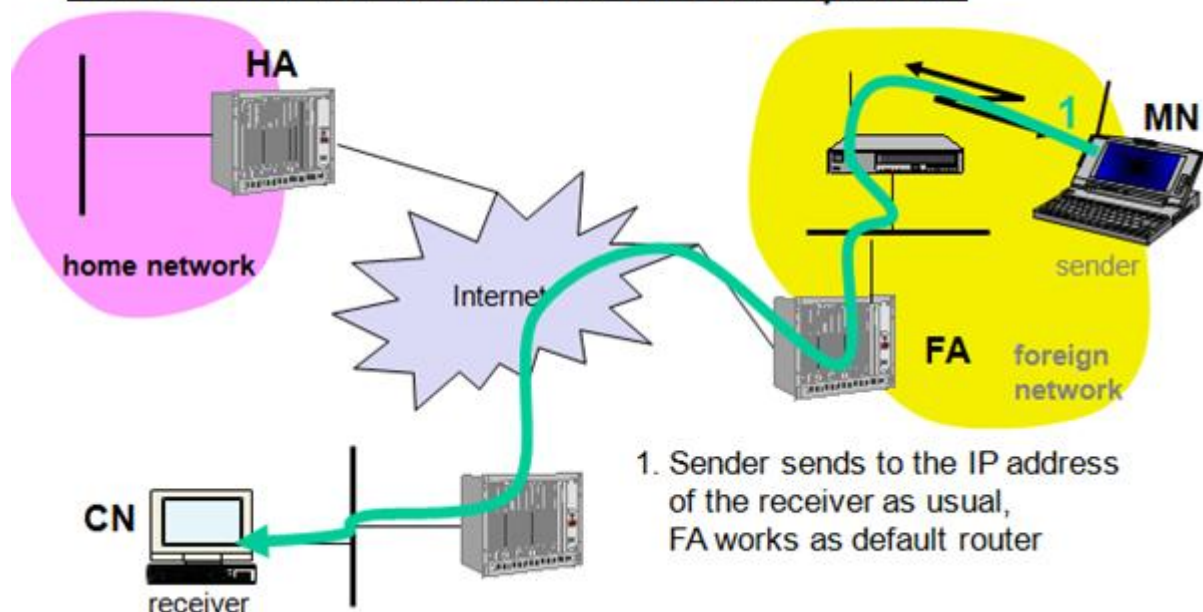 HA
1
MN
home network
Internet
sender
FA
foreign
network
CN
receiver
1. Sender sends to the IP address
of the receiver as usual,
FA works as default router